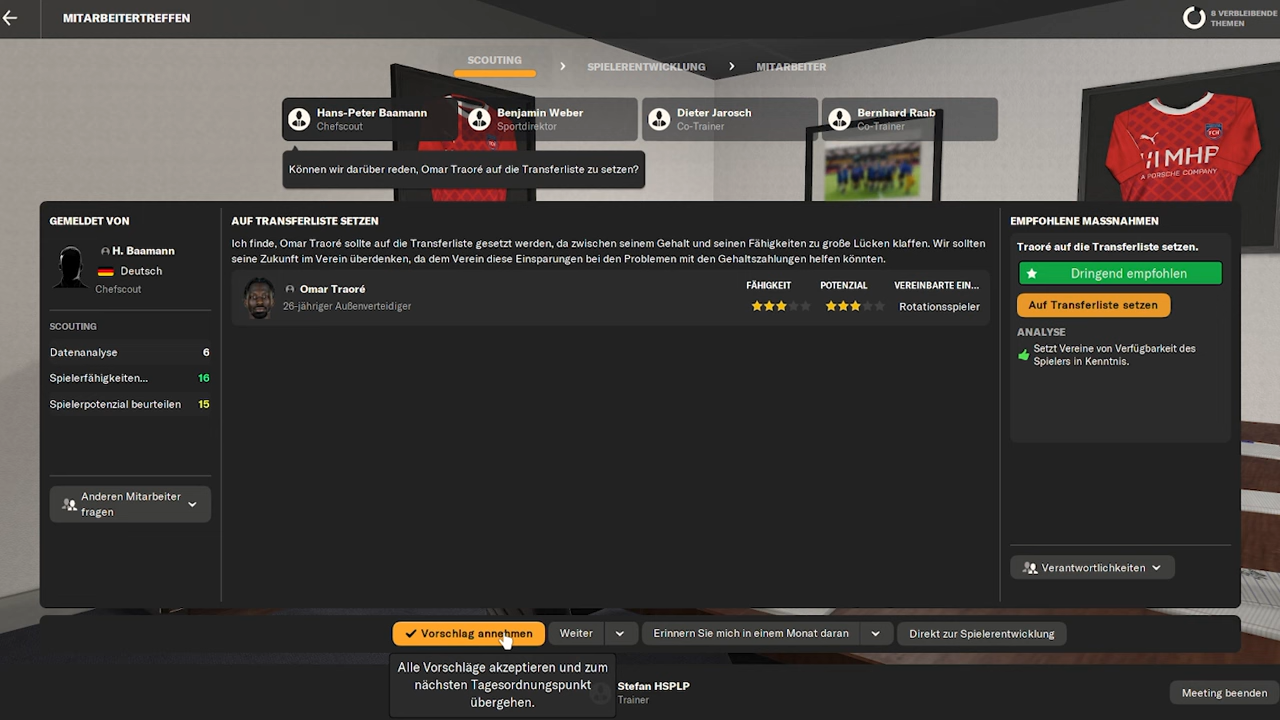 MITARBEITERTREFFEN
8 VERBLEIBENDE
THEMEN
SCOUTING
SPIELERENTWICKLUNG
MITARBEITER
Hans-Peter Baamann
Chefscout
Benjamin Weber
Sportdirektor
Dieter Jarosch
Co-Trainer
Bernhard Raab
Co-Trainer
Können wir darüber reden, Omar Traoré auf die Transferliste zu setzen?
MHP
A PORSCHE COMPANY
GEMELDET VON
H. Baamann
Deutsch
Chefscout
SCOUTING
Datenanalyse 6
Spielerfähigkeiten... 16
Spielerpotenzial beurteilen 15
Anderen Mitarbeiter
fragen
AUF TRANSFERLISTE SETZEN
Ich finde, Omar Traoré sollte auf die Transferliste gesetzt werden, da zwischen seinem Gehalt und seinen Fähigkeiten zu große Lücken klaffen. Wir sollten
seine Zukunft im Verein überdenken, da dem Verein diese Einsparungen bei den Problemen mit den Gehaltszahlungen helfen könnten.
Omar Traoré
26-jähriger Außenverteidiger
FÄHIGKEIT POTENZIAL VEREINBARTE EIN...
Rotationsspieler
EMPFOHLENE MASSNAHMEN
Traoré auf die Transferliste setzen.
Dringend empfohlen
Auf Transferliste setzen
ANALYSE
Setzt Vereine von Verfügbarkeit des
Spielers in Kenntnis.
Verantwortlichkeiten
Vorschlag annehmen
Weiter
Erinnern Sie mich in einem Monat daran
Direkt zur Spielerentwicklung
Alle Vorschläge akzeptieren und zum
nächsten Tagesordnungspunkt
übergehen.
Stefan HSPLP
Trainer
Meeting beenden